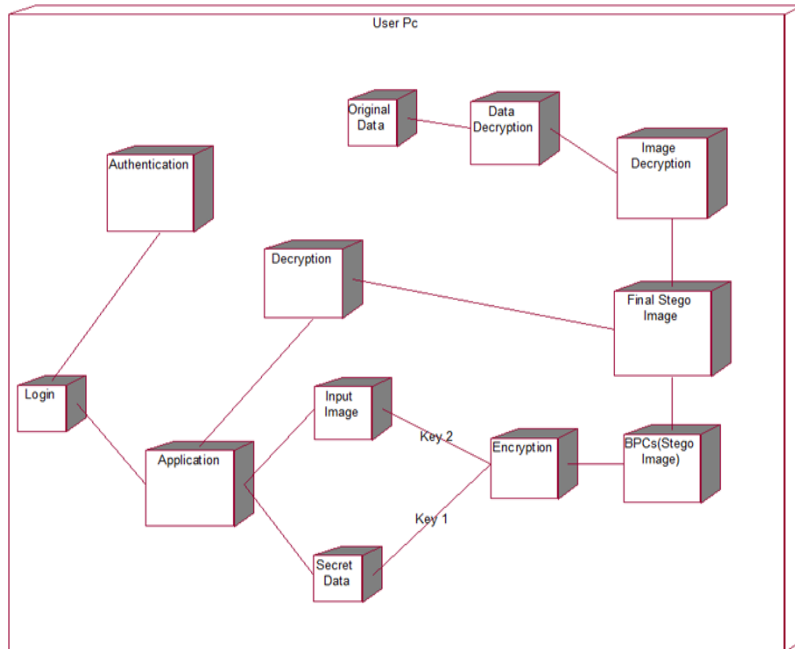 User Pc
Original
Data
Data
Decryption
Image
Decryption
Authentication
Decryption
Final Stego
Image
Login
Input
Image
Key 2
Application
Encryption
BPCs(Stego
Image)
Key 1
Secret
Data